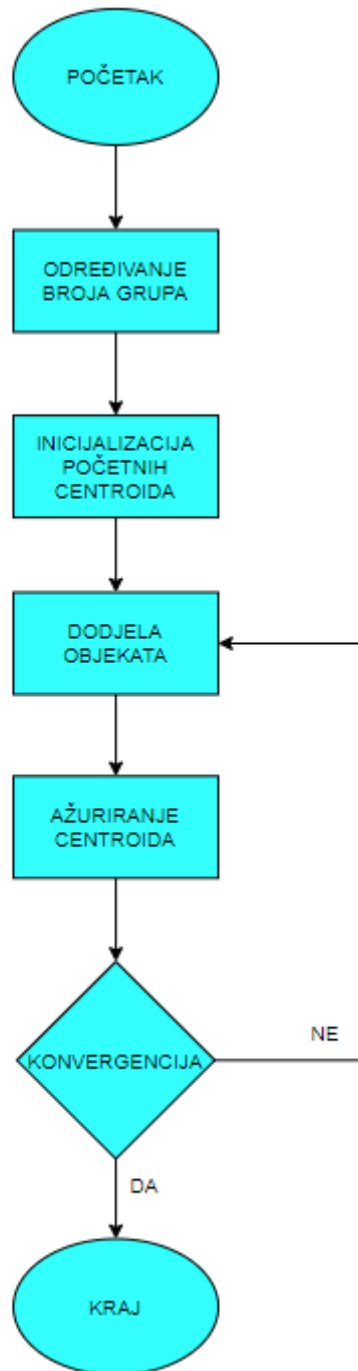 POČETAK
ODREĐIVANJE
BROJA GRUPA
INICIJALIZACIJA
POČETNIH
CENTROIDA
DODJELA
OBJEKATA
AŽURIRANJE
CENTROIDA
KONVERGENCIJA
NE
DA
KRAJ